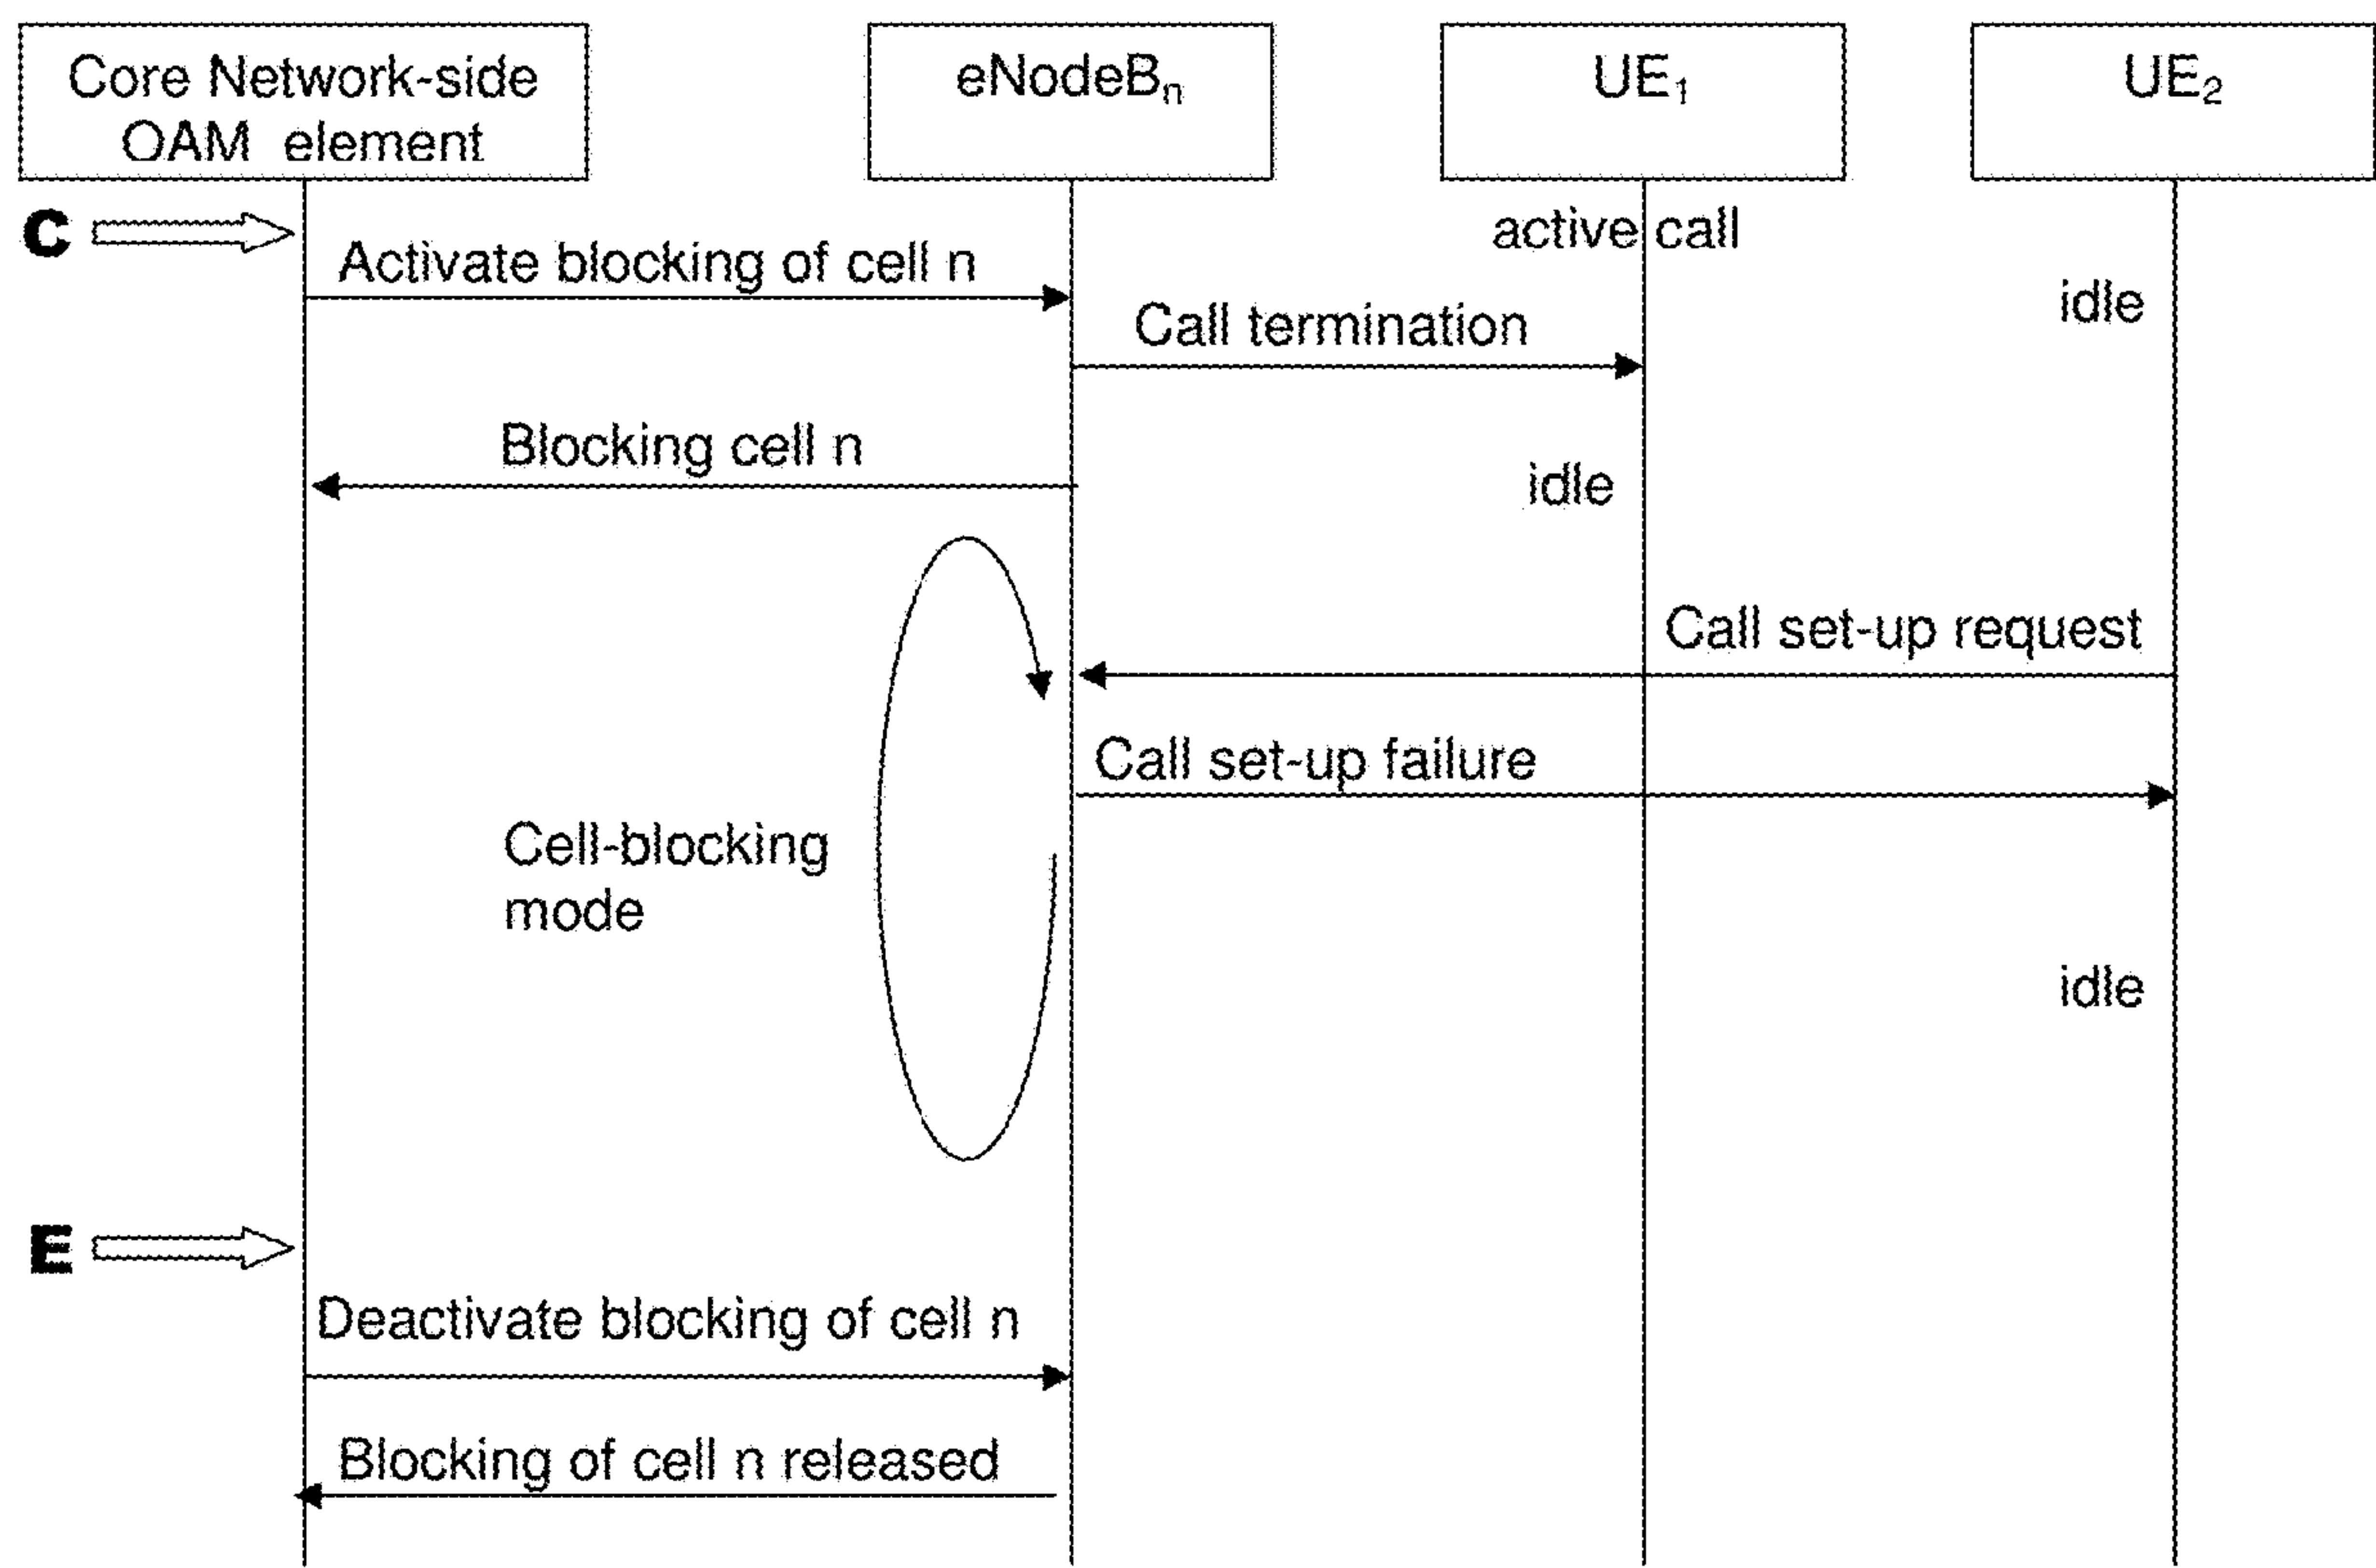 Core Network-side
OAM element
eNodeBₙ
UE₁
UE₂
C
active call
Activate blocking of cell n
idle
Call termination
Blocking cell n
idle
Call set-up request
Call set-up failure
Cell-blocking
mode
idle
E
Deactivate blocking of cell n
Blocking of cell n released